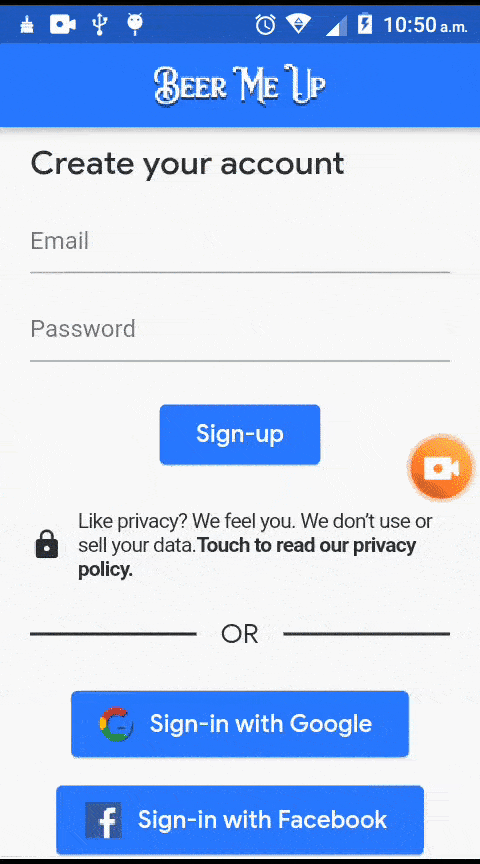 10:50 a.m.
Beer Me Up
Create your account
Email
Password
Sign-up
Like privacy? We feel you. We don’t use or
sell your data.Touch to read our privacy
policy.
OR
Sign-in with Google
Sign-in with Facebook